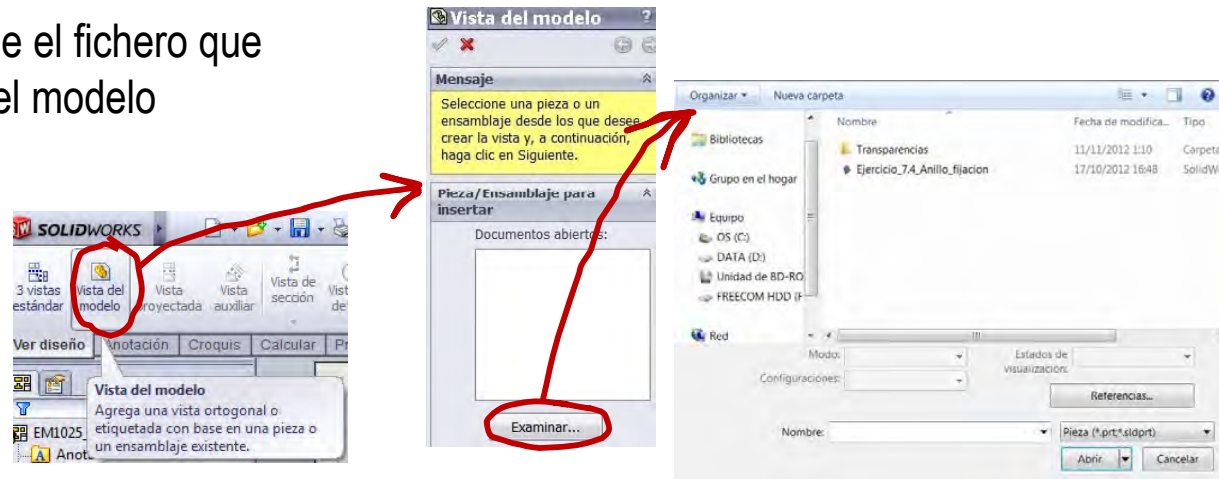 e el fichero que
el modelo
SOLIDWORKS
3 vistas
estándar
Vista del
modelo
Vista
proyectada
Vista
auxiliar
Vista de
sección
Ver diseño
Anotación
Croquis
Calcular
Vista del modelo
Agrega una vista ortogonal o
etiquetada con base en una pieza o
un ensamblaje existente.
EM1025_
Vista del modelo ?
Mensaje
Seleccione una pieza o un
ensamblaje desde los que desee
crear la vista y, a continuación,
haga clic en Siguiente.
Pieza/Ensamblaje para
insertar
Documentos abiertos:
Examinar...
Organizar
Nueva carpeta
Bibliotecas
Grupo en el hogar
Equipo
OS (C:)
DATA (D:)
Unidad de BD-RO
FREECOM HDD (F
Red
Nombre
Fecha de modifica...
Tipo
Transparencias
11/11/2012 1:10
Carpeta
Ejercicio_7.4_Anillo_fijacion
17/10/2012 16:48
SolidW
Modo:
Configuraciones:
Estados de
visualización:
Referencias...
Nombre:
Pieza (*.prt;*.sldprt)
Abrir
Cancelar